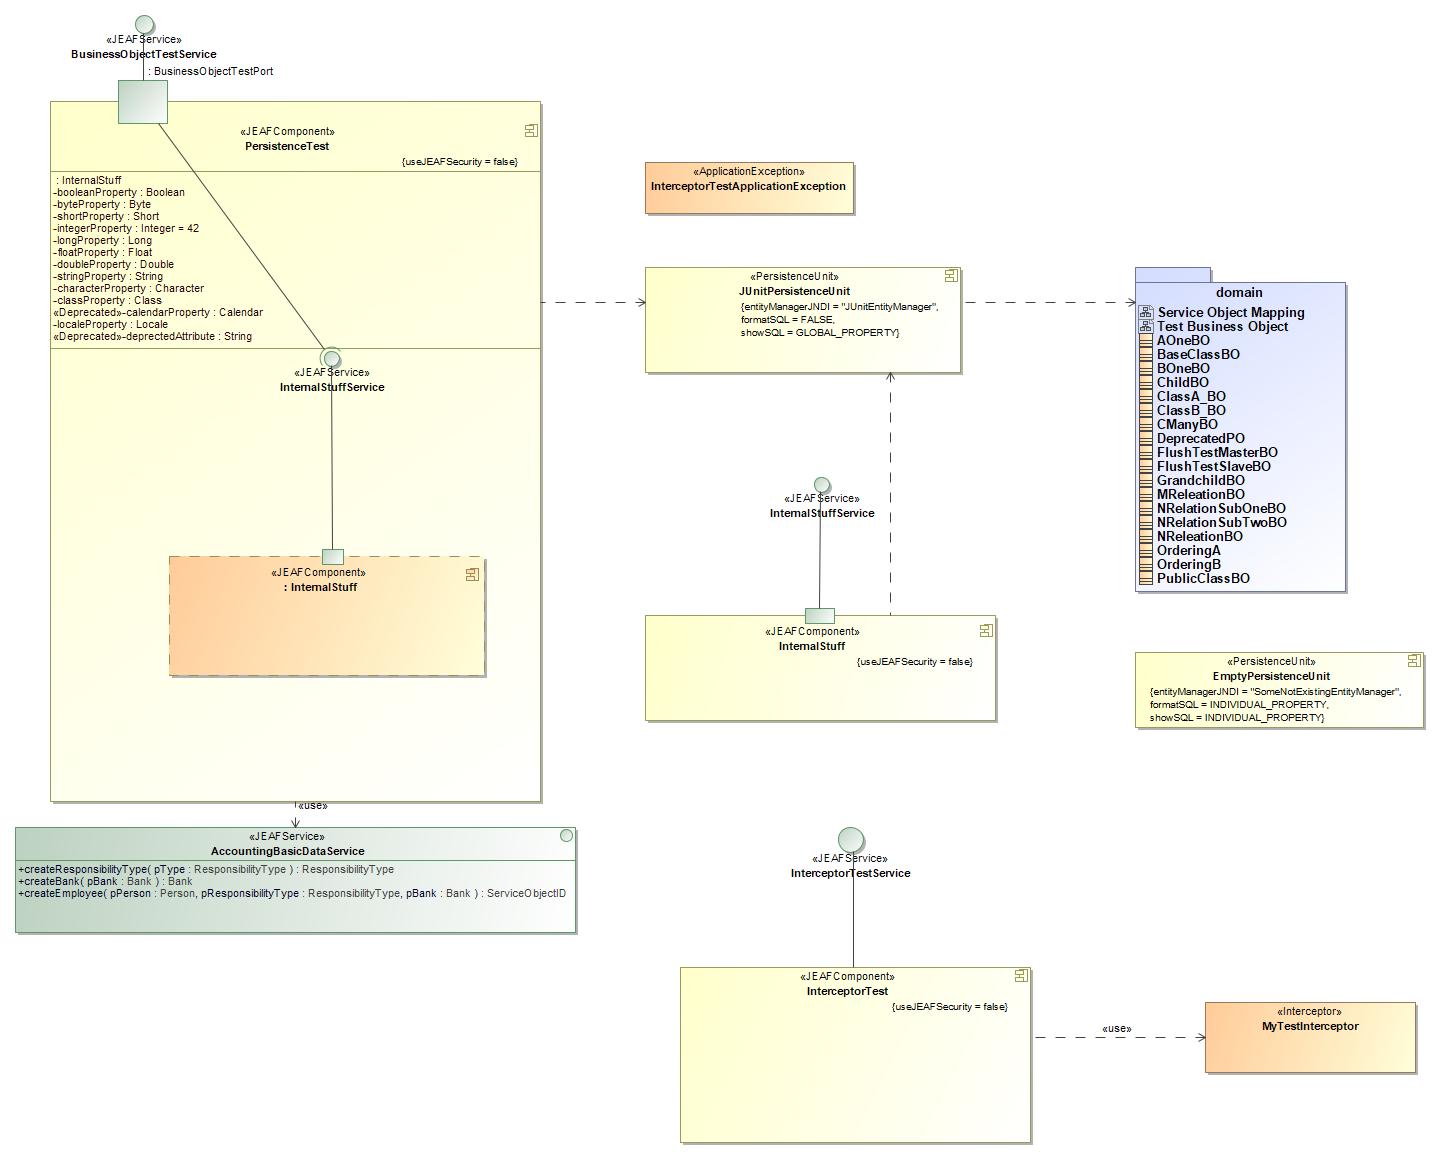 «JEAFService»
BusinessObjectTestService
: BusinessObjectTestPort
«JEAFComponent»
PersistenceTest
{useJEAFSecurity = false}
: InternalStuff
-booleanProperty : Boolean
-byteProperty : Byte
-shortProperty : Short
-integerProperty : Integer = 42
-longProperty : Long
-floatProperty : Float
-doubleProperty : Double
-stringProperty : String
-characterProperty : Character
-classProperty : Class
«Deprecated»-calendarProperty : Calendar
-localeProperty : Locale
«Deprecated»-deprectedAttribute : String
«JEAFService»
InternalStuffService
«JEAFComponent»
: InternalStuff
«use»
«JEAFService»
AccountingBasicDataService
+createResponsibilityType( pType : ResponsibilityType ) : ResponsibilityType
+createBank( pBank : Bank ) : Bank
+createEmployee( pPerson : Person, pResponsibilityType : ResponsibilityType, pBank : Bank ) : ServiceObjectID
«ApplicationException»
InterceptorTestApplicationException
«PersistenceUnit»
JUnitPersistenceUnit
{entityManagerJNDI = "JUnitEntityManager",
formatSQL = FALSE,
showSQL = GLOBAL_PROPERTY}
«JEAFService»
InternalStuffService
«JEAFComponent»
InternalStuff
{useJEAFSecurity = false}
domain
Service Object Mapping
Test Business Object
AOneBO
BaseClassBO
BOneBO
ChildBO
ClassA_BO
ClassB_BO
CManyBO
DeprecatedPO
FlushTestMasterBO
FlushTestSlaveBO
GrandchildBO
MReleationBO
NRelationSubOneBO
NRelationSubTwoBO
NReleationBO
OrderingA
OrderingB
PublicClassBO
«PersistenceUnit»
EmptyPersistenceUnit
{entityManagerJNDI = "SomeNotExistingEntityManager",
formatSQL = INDIVIDUAL_PROPERTY,
showSQL = INDIVIDUAL_PROPERTY}
«JEAFService»
InterceptorTestService
«JEAFComponent»
InterceptorTest
{useJEAFSecurity = false}
«use»
«Interceptor»
MyTestInterceptor